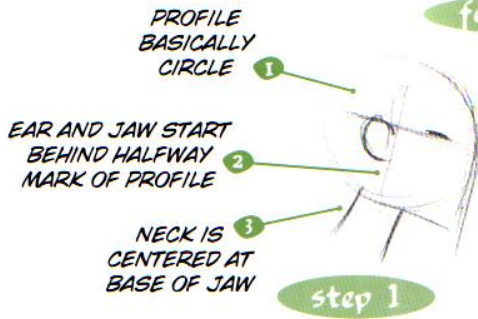 PROFILE
BASICALLY
CIRCLE
1
EAR AND JAW START
BEHIND HALFWAY
MARK OF PROFILE
2
NECK IS
CENTERED AT
BASE OF JAW
3
step 1